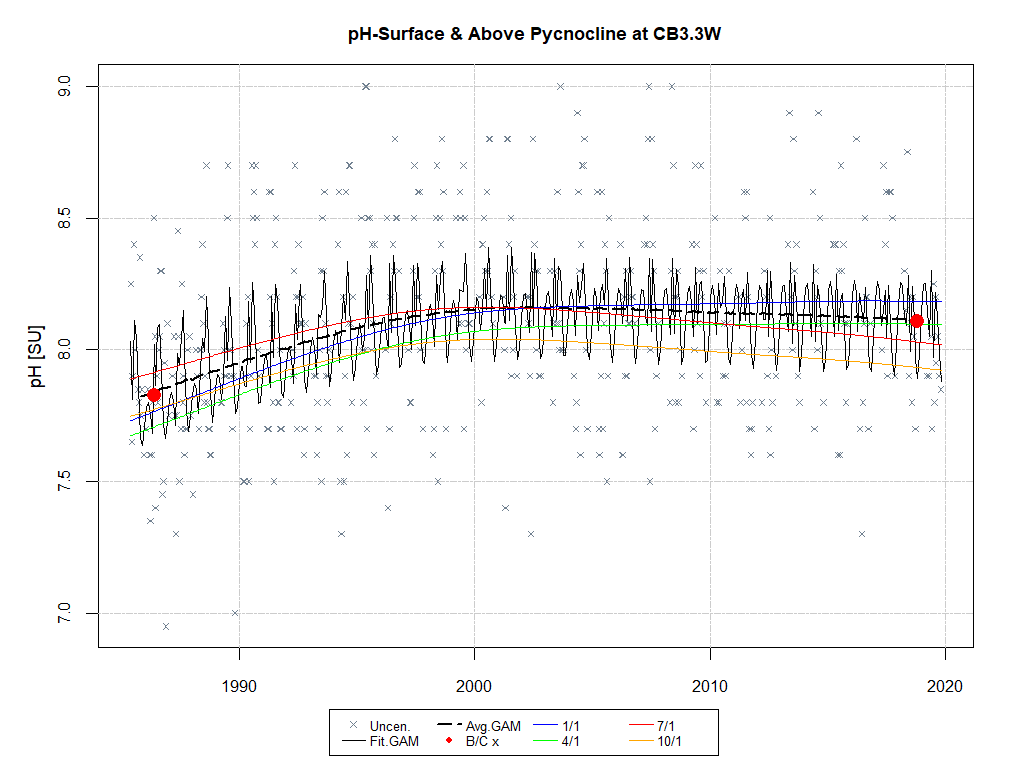 pH-Surface & Above Pycnocline at CB3.3W
pH [SU]
9.0
8.5
8.0
7.5
7.0
1990
2000
2010
2020
Uncen. Avg.GAM 1/1 7/1
Fit.GAM B/C x 4/1 10/1